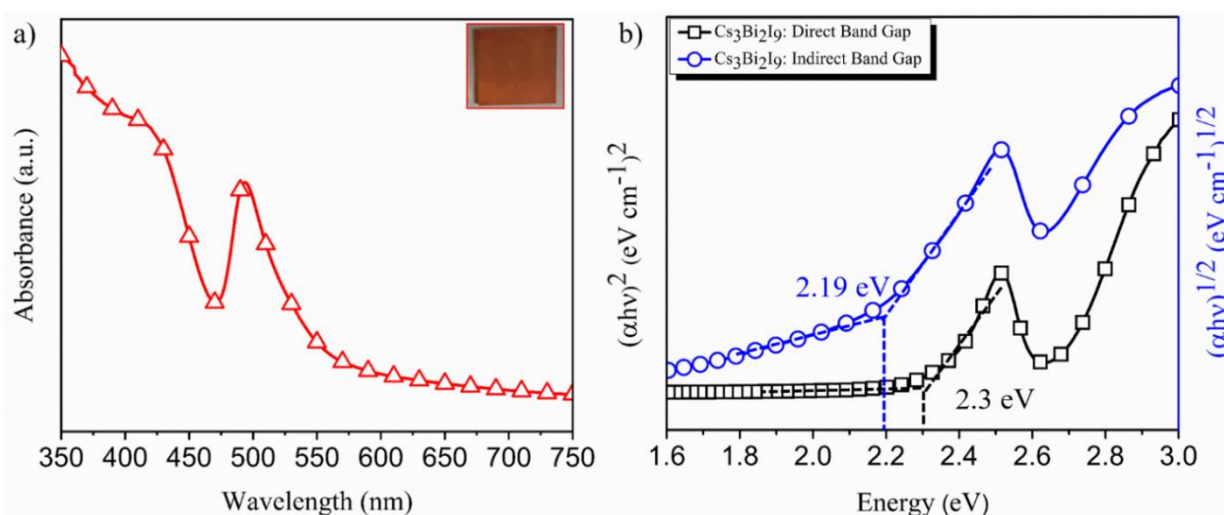 a)
Absorbance (a.u.)
350 400 450 500 550 600 650 700 750
Wavelength (nm)
b)
Cs3Bi2I9: Direct Band Gap
Cs3Bi2I9: Indirect Band Gap
(αhν)² (eV cm⁻¹)²
2.19 eV
2.3 eV
(αhν)¹/² (eV cm⁻¹)¹/²
1.6 1.8 2.0 2.2 2.4 2.6 2.8 3.0
Energy (eV)